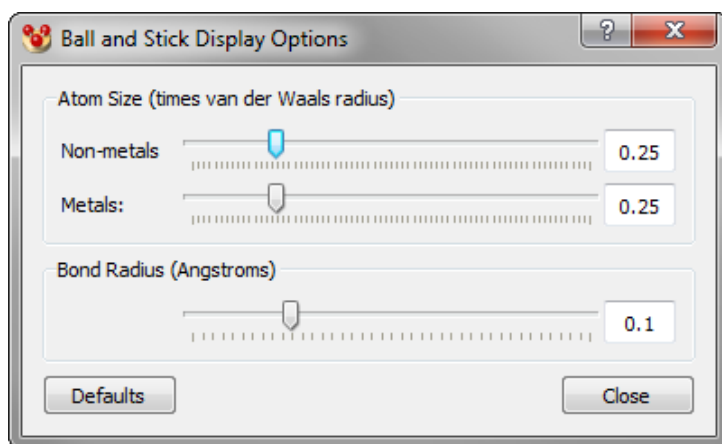 Ball and Stick Display Options
?
Atom Size (times van der Waals radius)
Non-metals 0.25
Metals: 0.25
Bond Radius (Angstroms)
0.1
Defaults Close